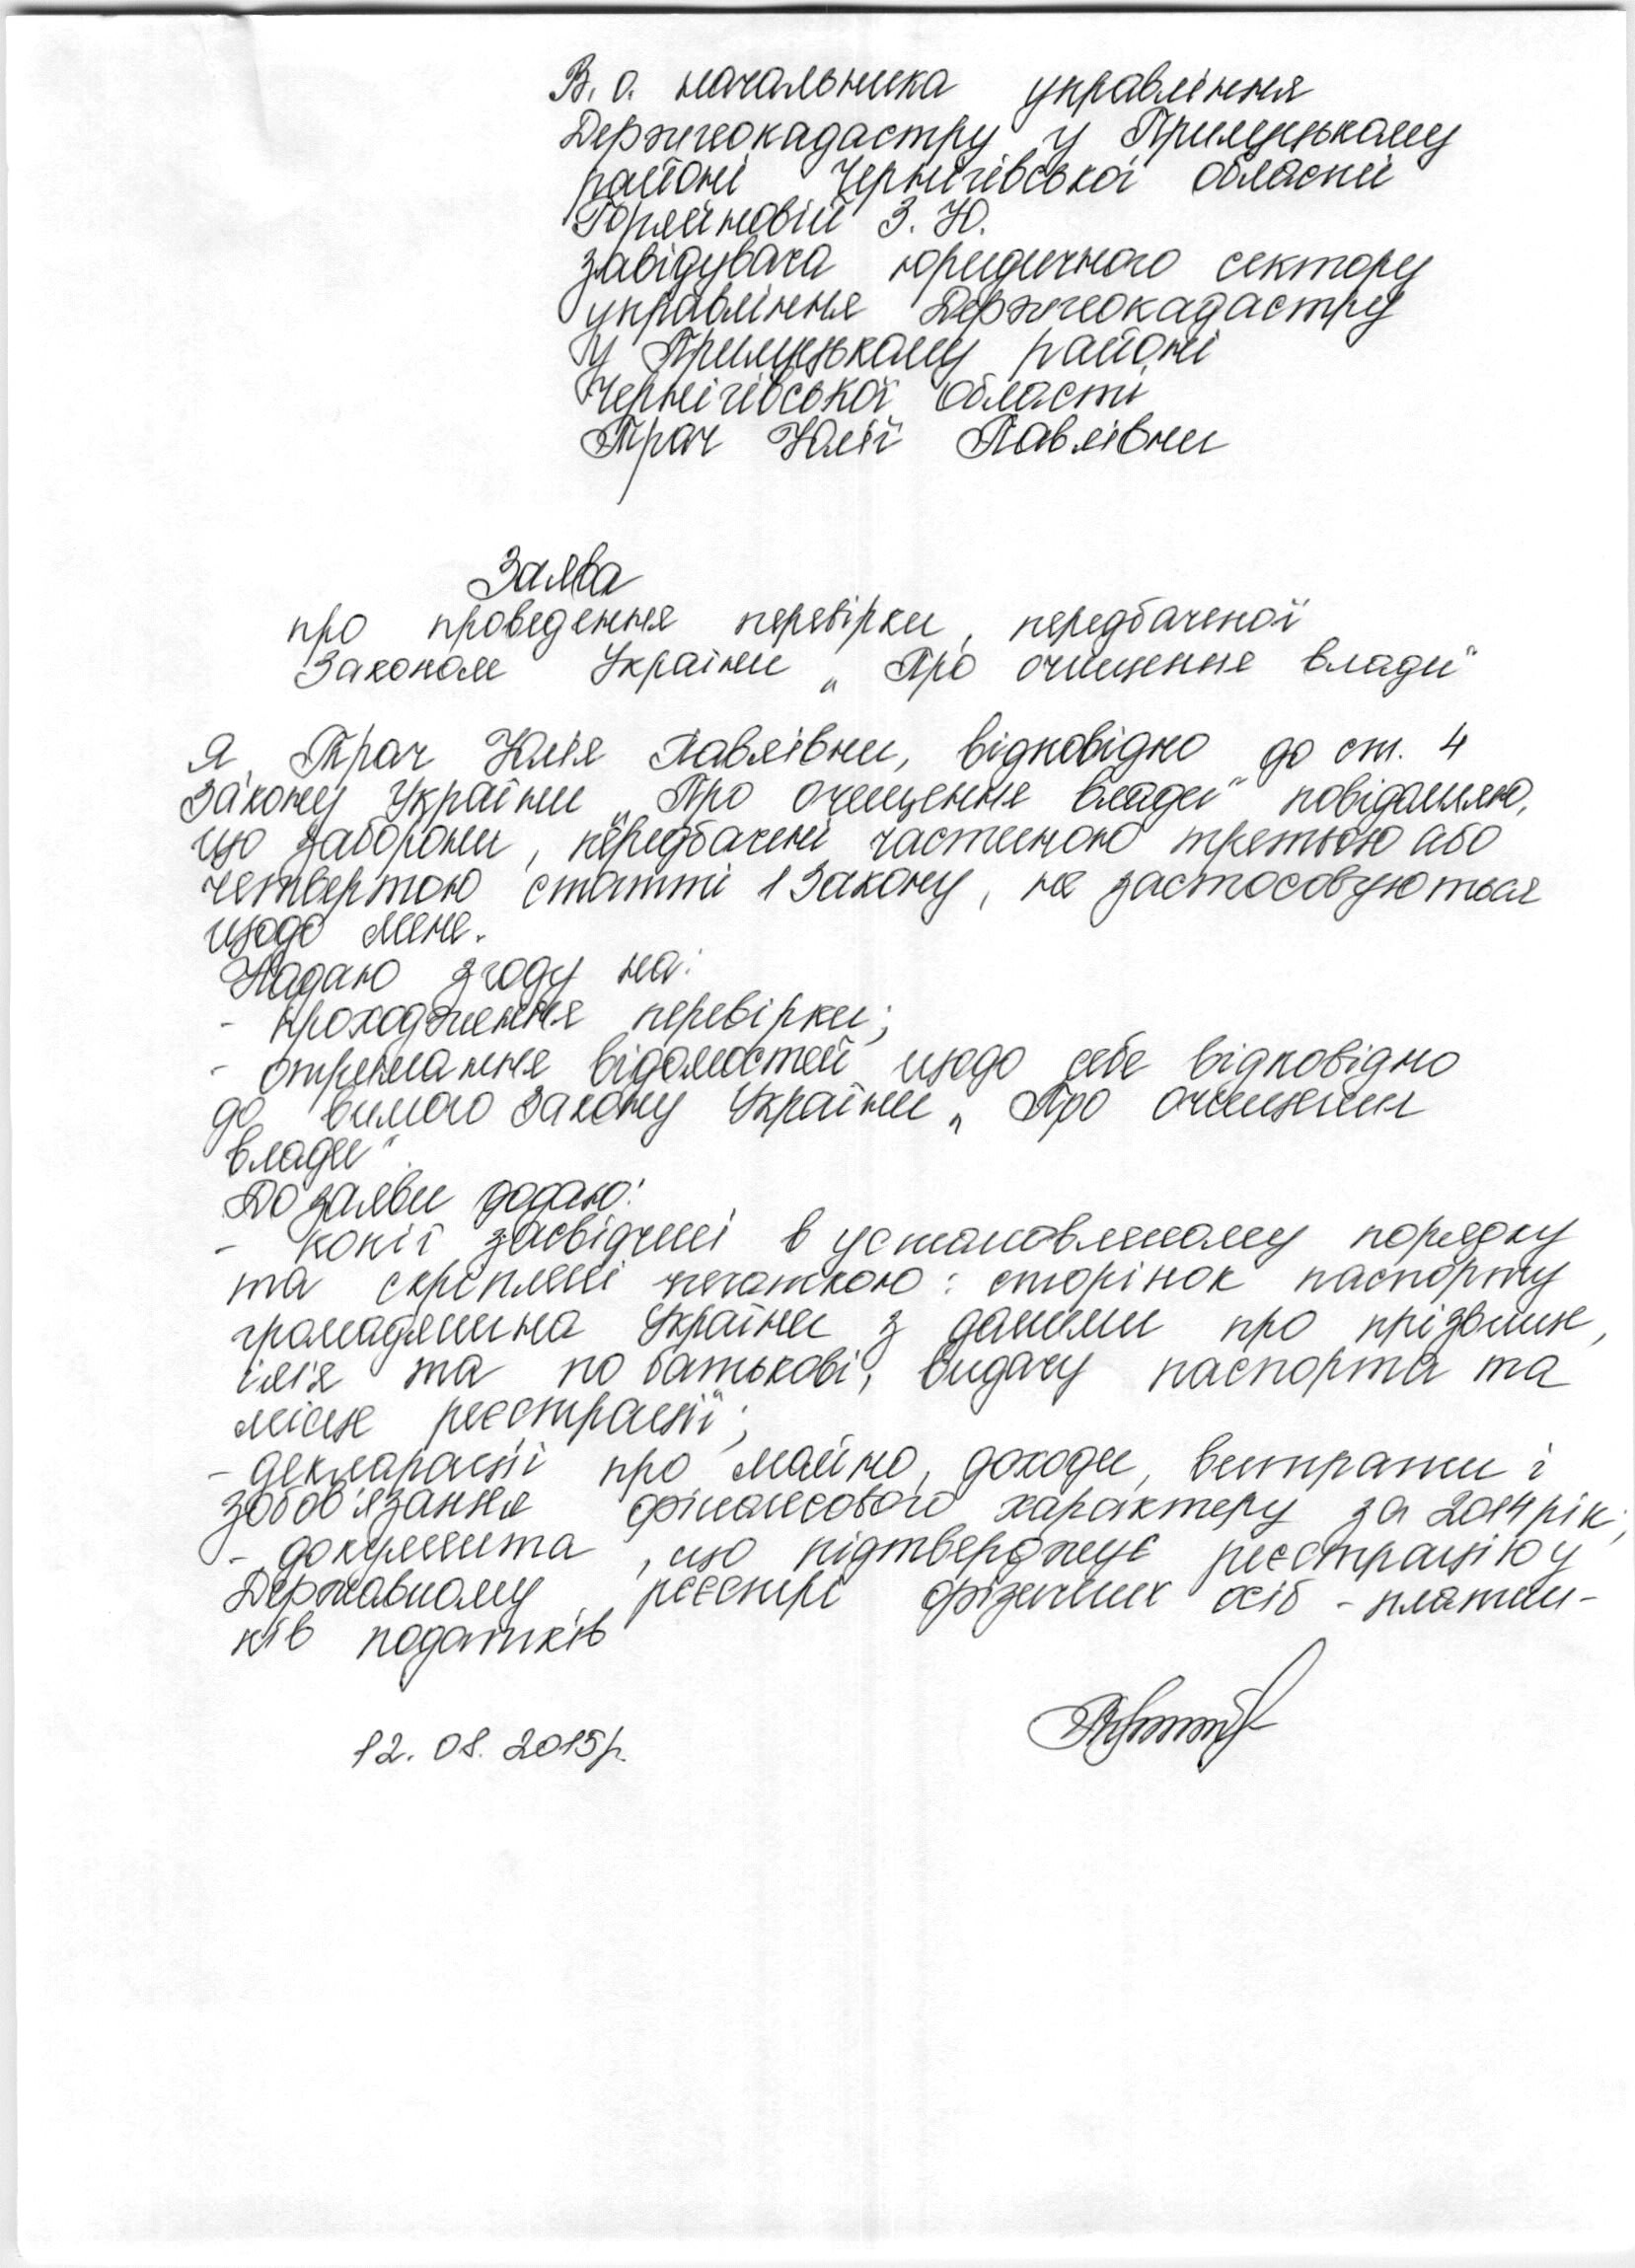 В.о. начальника управління
Держгеокадастру у Прилуцькому
районі Чернігівської області
Горяйновій З. Ю.
завідувача юридичного сектору
управління Держгеокадастру
у Прилуцькому районі
Чернігівської області
Трач Юлії Павлівни
Заява
про проведення перевірки, передбаченої
Законом України „Про очищення влади"
Я, Трач Юлія Павлівни, відповідно до ст. 4
Закону України „Про очищення влади" повідомляю,
що заборони, передбачені частиною третьою або
четвертою статті 1 Закону, не застосовуються
щодо мене.
Надаю згоду на:
- проходження перевірки;
- отримання відомостей щодо себе відповідно
до вимого Закону України „Про очищенни
влади".
До заяви додаю:
- копії засвідчені в установленому порядку
та скріплені печаткою: сторінок паспорту
громадянина України з даними про прізвище,
ім'я та по батькові, видачу паспорта та
місце реєстрації;
- декларації про майно, доходи, витрати і
зобов'язання фінансового характеру за 2014 рік;
- документа, що підтверджує реєстрацію у
Державному реєстрі фізичних осіб - платни-
ків податків
12.08.2015р.